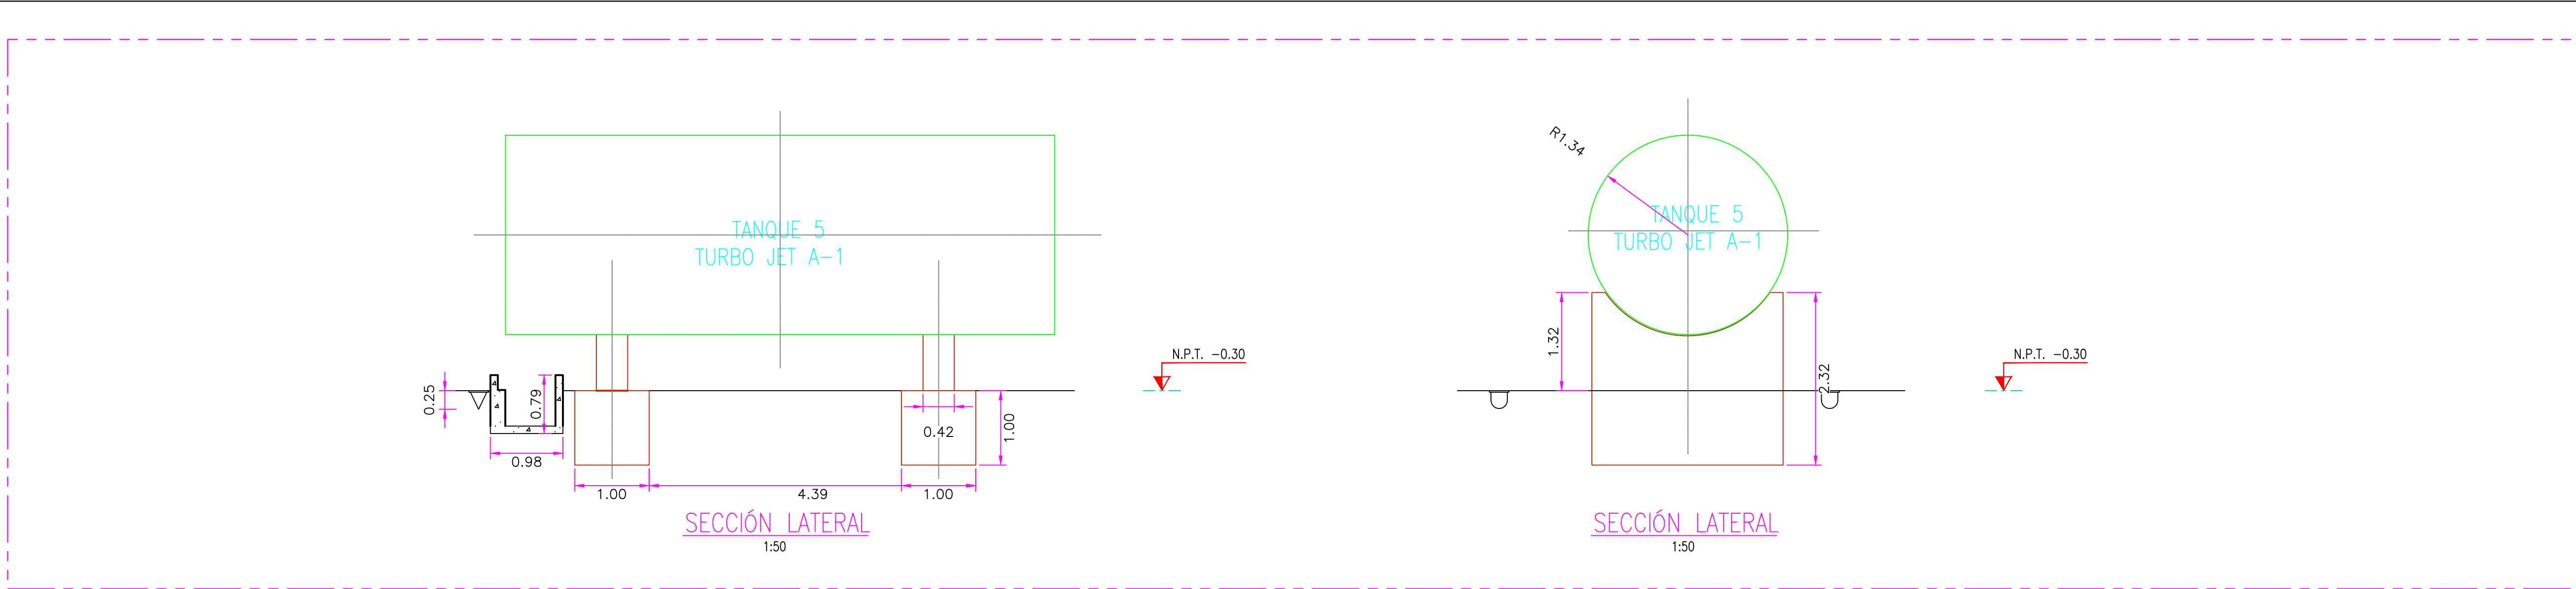 TANQUE 5
TURBO JET A-1
0.25
0.79
0.98
0.42
1.00
1.00
4.39
1.00
N.P.T. -0.30
SECCIÓN LATERAL
1:50
R1.34
TANQUE 5
TURBO JET A-1
1.32
2.32
N.P.T. -0.30
SECCIÓN LATERAL
1:50